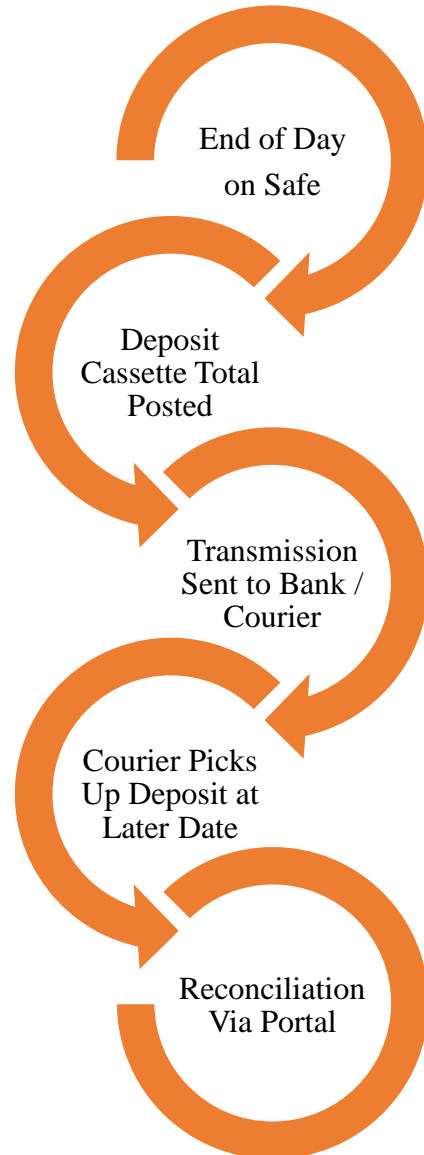 End of Day
on Safe
Deposit
Cassette Total
Posted
Transmission
Sent to Bank /
Courier
Courier Picks
Up Deposit at
Later Date
Reconciliation
Via Portal